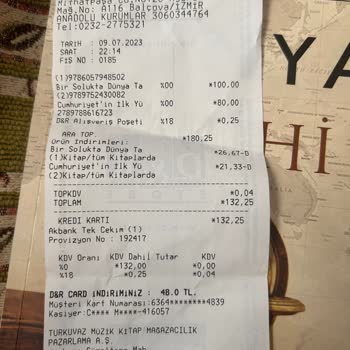 Mithatpaşa
Mağ.No: A116 Balçova/İZMİR
ANADOLU KURUMLAR 3060344764
Tel:0232-2775321
TARİH : 09.07.2023
SAAT : 22:14
FİŞ NO : 0185
(1)9786057948502
Bir Solukta Dünya Ta %00 *100,00
(2)9789752430082
Cumhuriyet'in İlk Yü %00 *80,00
2789788616723
D&R Alışveriş Poşeti %18 *0,25
ARA TOP. *180,25
Ürün İndirimleri:
Bir Solukta Dünya Ta *26,67-D
(1)Kitap/tüm Kitaplarda
Cumhuriyet'in İlk Yü *21,33-D
(2)Kitap/tüm Kitaplarda
TOPKDV *0,04
TOPLAM *132,25
KREDİ KARTI *132,25
Akbank Tek Çekim (1)
Provizyon No : 192417
KDV Oranı KDV Dahil Tutar KDV
%0 *132,00 *0,00
%18 *0,25 *0,04
D&R CARD İNDİRİMİNİZ : 48.0 TL.
Müşteri Kart Numarası:6364********4839
Kasiyer:C**** M****-416057
TURKUVAZ MÜZİK KİTAP MAĞAZACILIK
PAZARLAMA A.Ş.
YA
Hİ